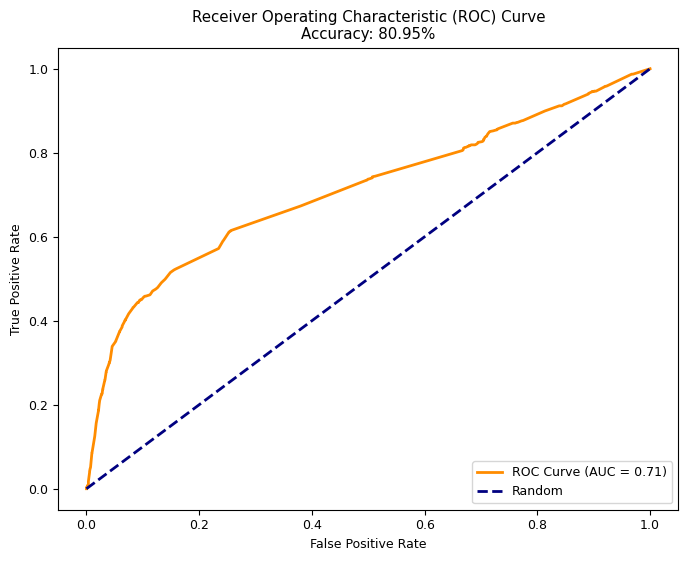 Receiver Operating Characteristic (ROC) Curve
Accuracy: 80.95%
True Positive Rate
1.0
0.8
0.6
0.4
0.2
0.0
0.0 0.2 0.4 0.6 0.8 1.0
False Positive Rate
ROC Curve (AUC = 0.71)
Random